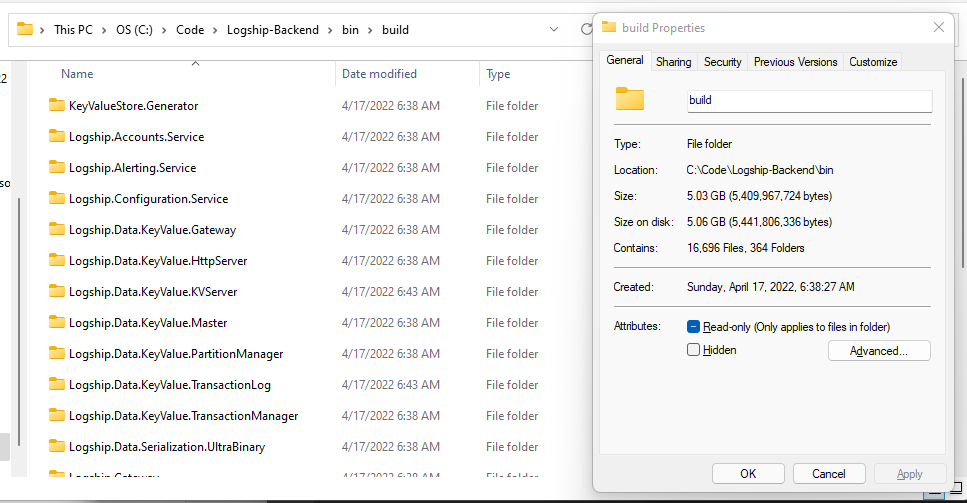 This PC > OS (C:) > Code > Logship-Backend > bin > build
Name
Date modified
Type
KeyValueStore.Generator 4/17/2022 6:38 AM File folder
Logship.Accounts.Service 4/17/2022 6:38 AM File folder
Logship.Alerting.Service 4/17/2022 6:38 AM File folder
Logship.Configuration.Service 4/17/2022 6:38 AM File folder
Logship.Data.KeyValue.Gateway 4/17/2022 6:38 AM File folder
Logship.Data.KeyValue.HttpServer 4/17/2022 6:38 AM File folder
Logship.Data.KeyValue.KVServer 4/17/2022 6:43 AM File folder
Logship.Data.KeyValue.Master 4/17/2022 6:38 AM File folder
Logship.Data.KeyValue.PartitionManager 4/17/2022 6:38 AM File folder
Logship.Data.KeyValue.TransactionLog 4/17/2022 6:43 AM File folder
Logship.Data.KeyValue.TransactionManager 4/17/2022 6:38 AM File folder
Logship.Data.Serialization.UltraBinary 4/17/2022 6:38 AM File folder
build Properties
General Sharing Security Previous Versions Customize
build
Type: File folder
Location: C:\Code\Logship-Backend\bin
Size: 5.03 GB (5,409,967,724 bytes)
Size on disk: 5.06 GB (5,441,806,336 bytes)
Contains: 16,696 Files, 364 Folders
Created: Sunday, April 17, 2022, 6:38:27 AM
Attributes: Read-only (Only applies to files in folder)
Hidden
Advanced...
OK Cancel Apply